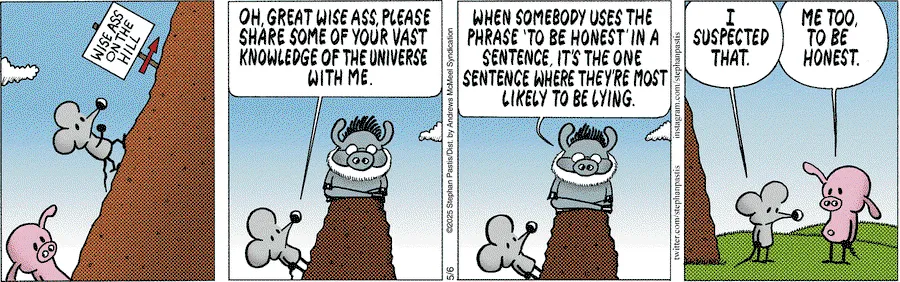 WISE ASS
ON THE
HILL
OH, GREAT WISE ASS, PLEASE
SHARE SOME OF YOUR VAST
KNOWLEDGE OF THE UNIVERSE
WITH ME.
©2025 Stephan Pastis/Dist. by Andrews McMeel Syndication
5/6
WHEN SOMEBODY USES THE
PHRASE 'TO BE HONEST' IN A
SENTENCE, IT'S THE ONE
SENTENCE WHERE THEY'RE MOST
LIKELY TO BE LYING.
twitter.com/stephanpastis
instagram.com/stephanpastis
I
SUSPECTED
THAT.
ME TOO,
TO BE
HONEST.